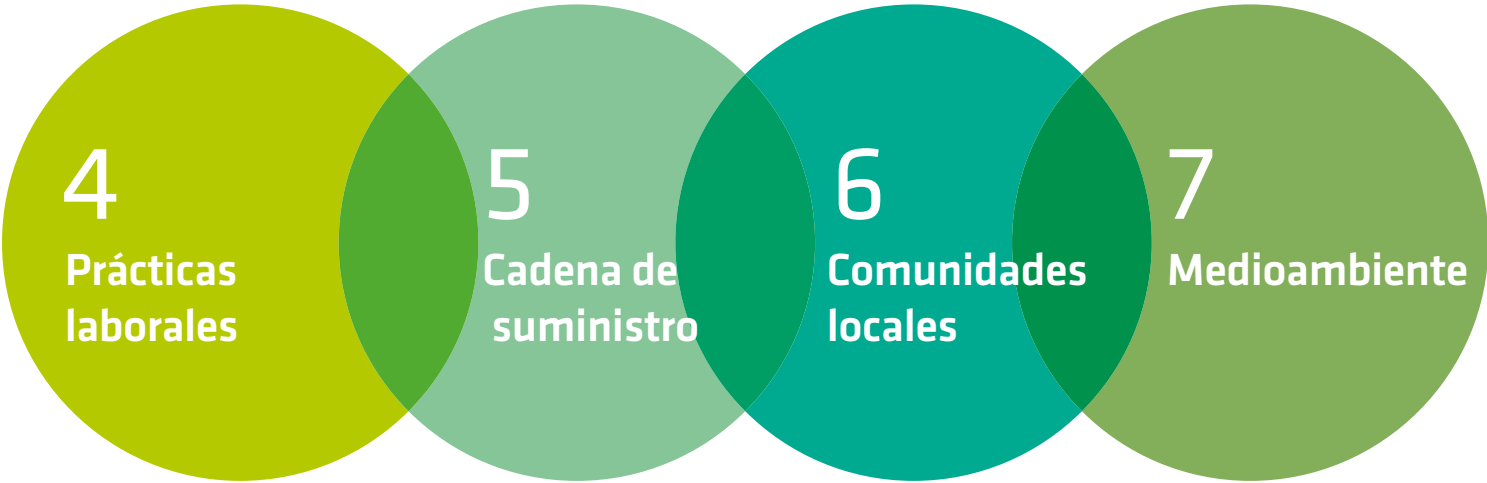 4
Prácticas
laborales
5
Cadena de
suministro
6
Comunidades
locales
7
Medioambiente